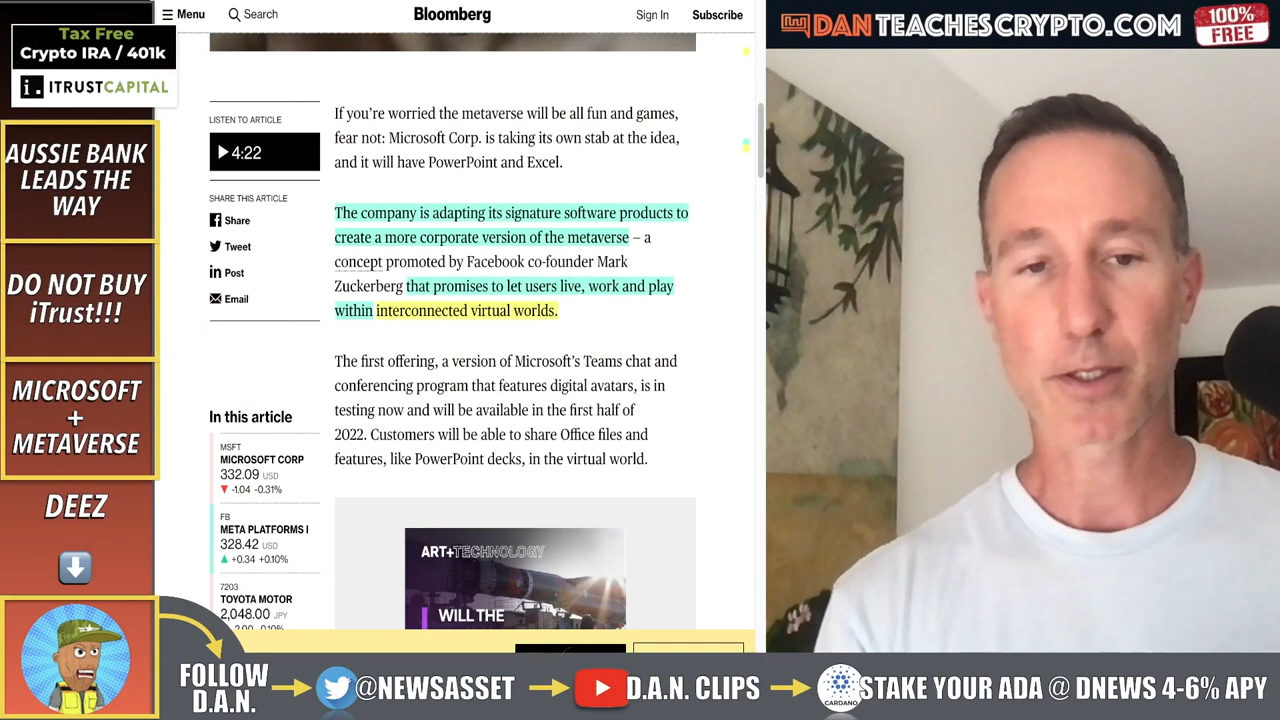 Tax Free
Crypto IRA / 401k
i. ITRUSTCAPITAL
AUSSIE BANK
LEADS THE
WAY
DO NOT BUY
iTrust!!!
MICROSOFT
+
METAVERSE
DEEZ
Menu
Search
Bloomberg
Sign In
Subscribe
LISTEN TO ARTICLE
4:22
SHARE THIS ARTICLE
Share
Tweet
Post
Email
If you're worried the metaverse will be all fun and games,
fear not: Microsoft Corp. is taking its own stab at the idea,
and it will have PowerPoint and Excel.
The company is adapting its signature software products to
create a more corporate version of the metaverse – a
concept promoted by Facebook co-founder Mark
Zuckerberg that promises to let users live, work and play
within interconnected virtual worlds.
The first offering, a version of Microsoft's Teams chat and
conferencing program that features digital avatars, is in
testing now and will be available in the first half of
2022. Customers will be able to share Office files and
features, like PowerPoint decks, in the virtual world.
In this article
MSFT
MICROSOFT CORP
332.09 USD
▼ -1.04 -0.31%
FB
META PLATFORMS I
328.42 USD
▲ +0.34 +0.10%
7203
TOYOTA MOTOR
2,048.00 JPY
ART+TECHNOLOGY
WILL THE
DANTEACHESCRYPTO.COM
100%
FREE
FOLLOW
D.A.N.
@NEWSASSET
D.A.N. CLIPS
CARDANO
STAKE YOUR ADA @ DNEWS 4-6% APY